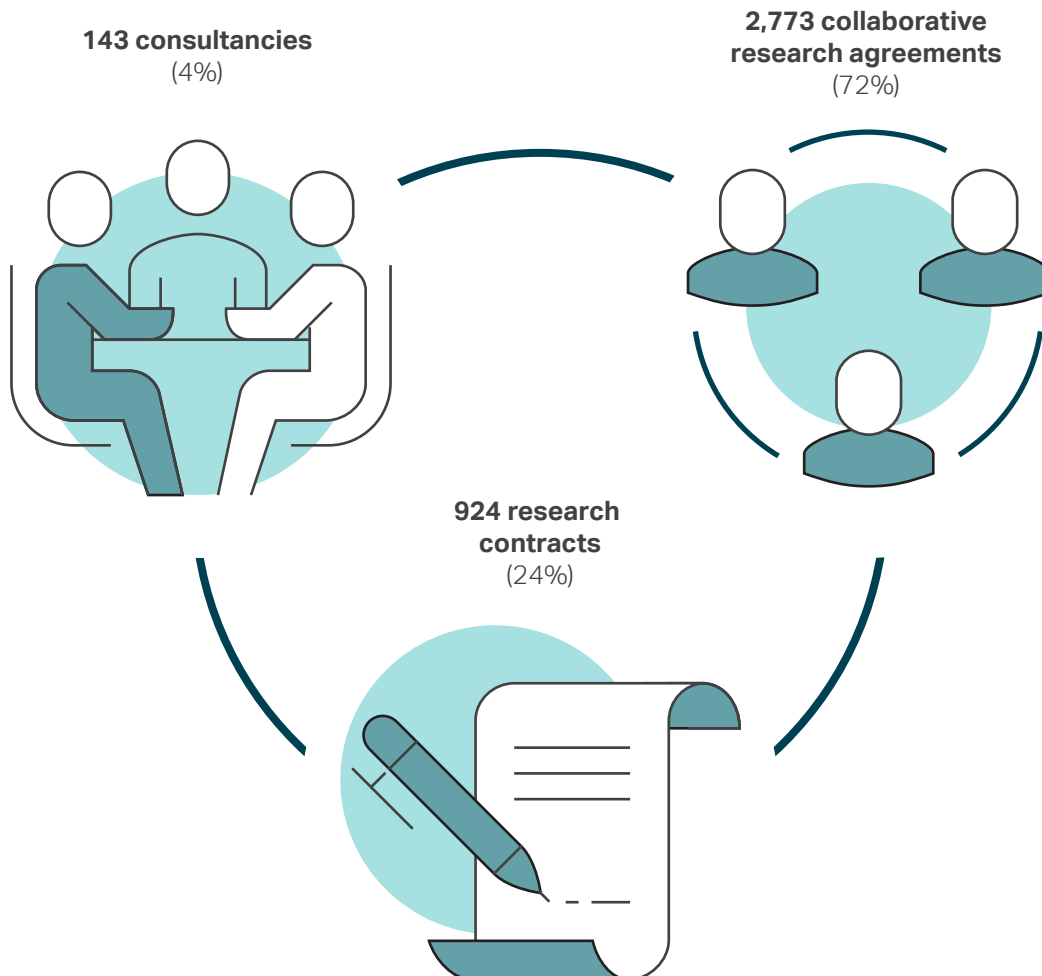 143 consultancies
(4%)
2,773 collaborative
research agreements
(72%)
924 research
contracts
(24%)